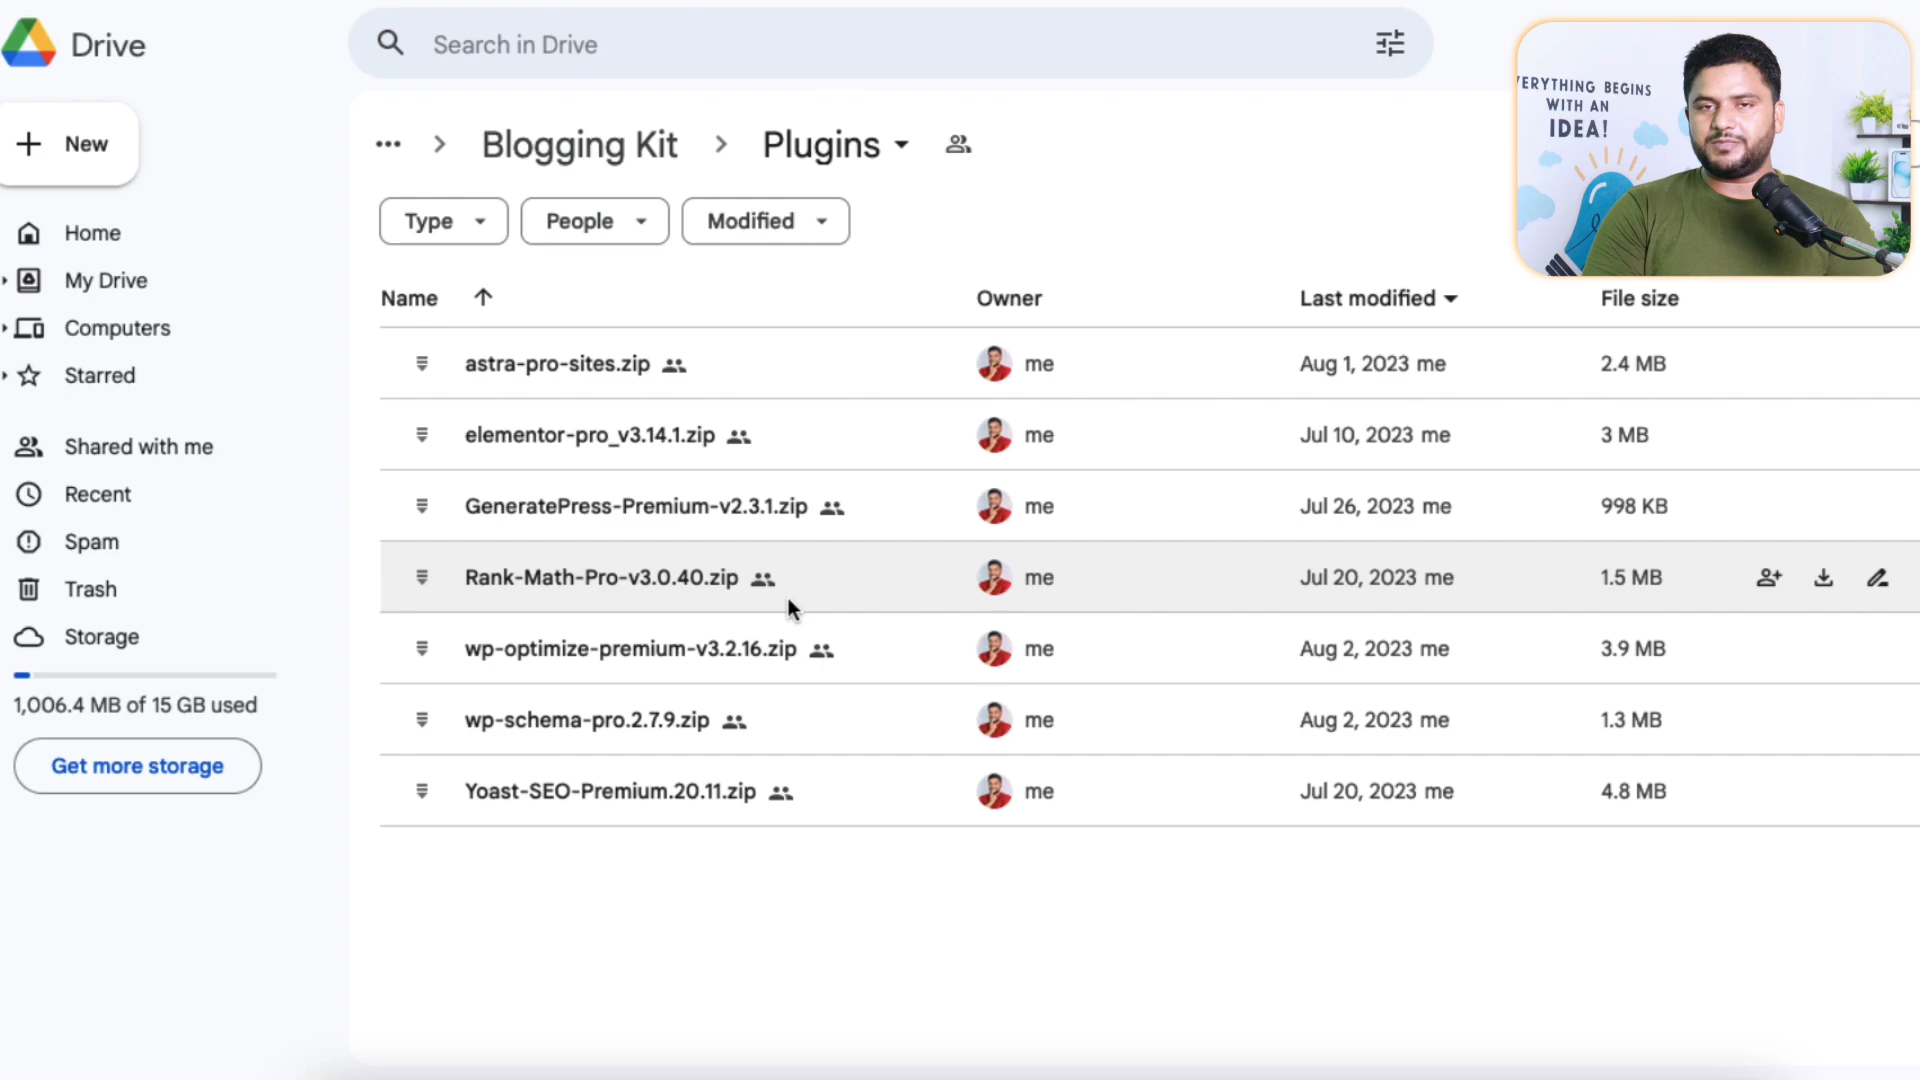 Drive
Search in Drive
VERYTHING BEGINS
WITH AN
IDEA!
New
Blogging Kit
Plugins
Type
People
Modified
Home
My Drive
Computers
Starred
Shared with me
Recent
Spam
Trash
Storage
1,006.4 MB of 15 GB used
Get more storage
Name Owner Last modified File size
astra-pro-sites.zip me Aug 1, 2023 me 2.4 MB
elementor-pro_v3.14.1.zip me Jul 10, 2023 me 3 MB
GeneratePress-Premium-v2.3.1.zip me Jul 26, 2023 me 998 KB
Rank-Math-Pro-v3.0.40.zip me Jul 20, 2023 me 1.5 MB
wp-optimize-premium-v3.2.16.zip me Aug 2, 2023 me 3.9 MB
wp-schema-pro.2.7.9.zip me Aug 2, 2023 me 1.3 MB
Yoast-SEO-Premium.20.11.zip me Jul 20, 2023 me 4.8 MB